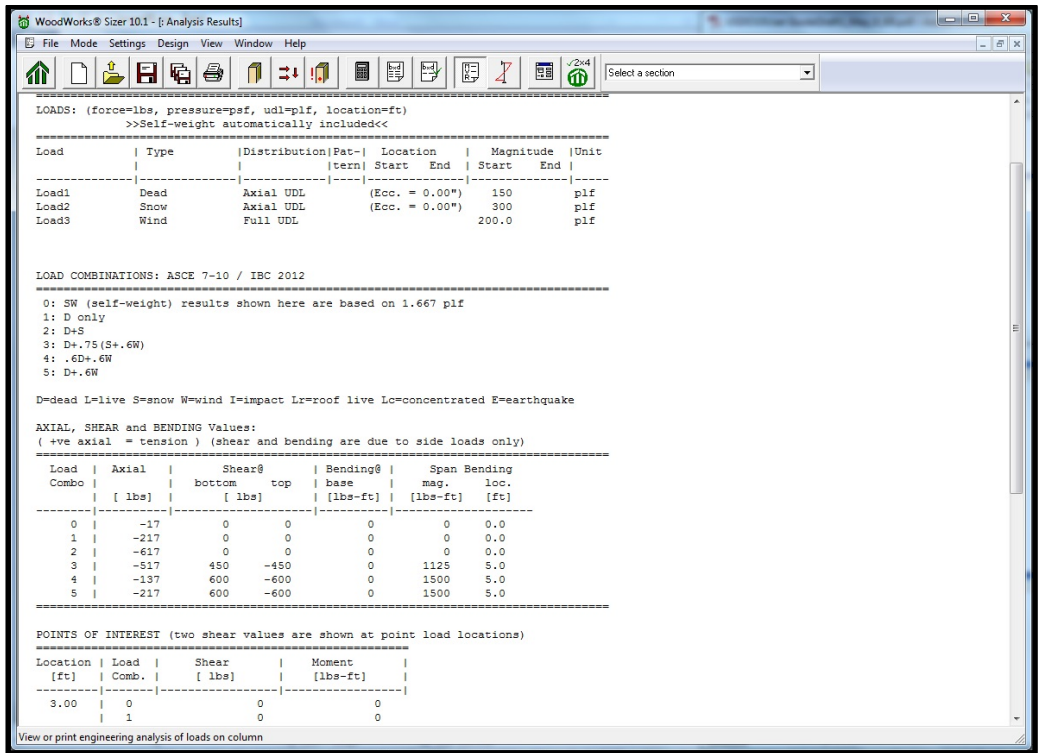 WoodWorks® Sizer 10.1 - [: Analysis Results]
File Mode Settings Design View Window Help
√2×4
Select a section
LOADS: (force=lbs, pressure=psf, udl=plf, location=ft)
>>Self-weight automatically included<<
Load | Type |Distribution|Pat-| Location | Magnitude |Unit
| | |tern| Start End | Start End |
Load1 Dead Axial UDL (Ecc. = 0.00") 150 plf
Load2 Snow Axial UDL (Ecc. = 0.00") 300 plf
Load3 Wind Full UDL 200.0 plf
LOAD COMBINATIONS: ASCE 7-10 / IBC 2012
0: SW (self-weight) results shown here are based on 1.667 plf
1: D only
2: D+S
3: D+.75(S+.6W)
4: .6D+.6W
5: D+.6W
D=dead L=live S=snow W=wind I=impact Lr=roof live Lc=concentrated E=earthquake
AXIAL, SHEAR and BENDING Values:
( +ve axial = tension ) (shear and bending are due to side loads only)
Load | Axial | Shear@ | Bending@ | Span Bending
Combo | | bottom top | base | mag. loc.
| [ lbs] | [ lbs] | [lbs-ft] | [lbs-ft] [ft]
0 | -17 0 0 0 0 0.0
1 | -217 0 0 0 0 0.0
2 | -617 0 0 0 0 0.0
3 | -517 450 -450 0 1125 5.0
4 | -137 600 -600 0 1500 5.0
5 | -217 600 -600 0 1500 5.0
POINTS OF INTEREST (two shear values are shown at point load locations)
Location | Load | Shear | Moment |
[ft] | Comb. | [ lbs] | [lbs-ft] |
3.00 | 0 0 0
| 1 0 0
View or print engineering analysis of loads on column